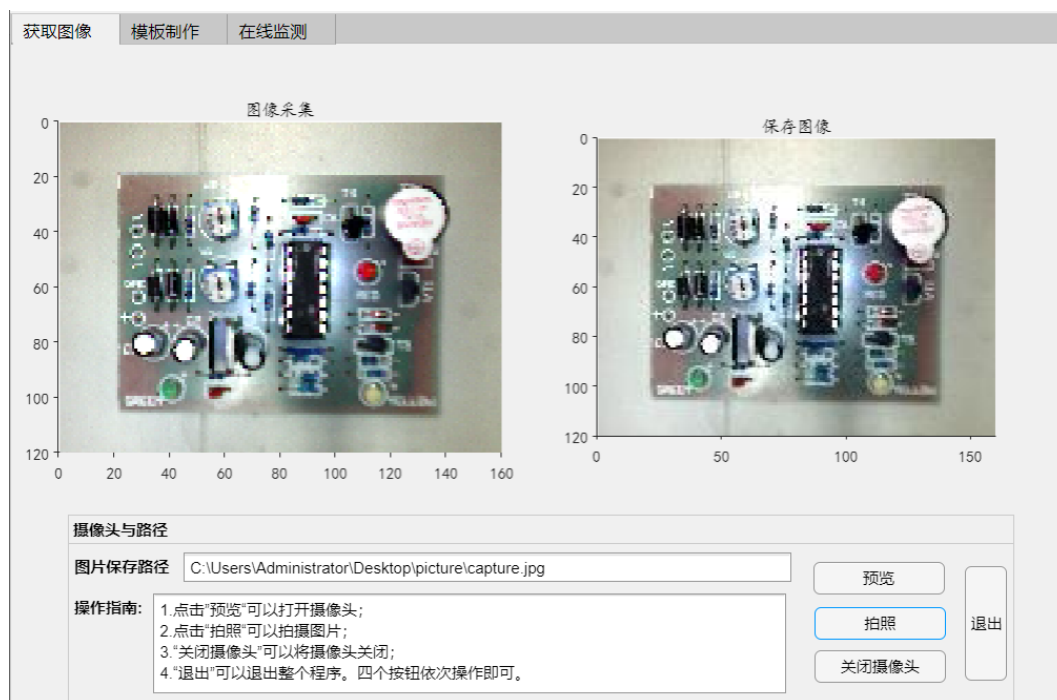 获取图像
模板制作
在线监测
图像采集
0
20
40
60
80
100
120
0
20
40
60
80
100
120
140
160
保存图像
0
20
40
60
80
100
120
0
50
100
150
GREEN
YELLOW
RED
摄像头与路径
图片保存路径
C:\Users\Administrator\Desktop\picture\capture.jpg
操作指南:
1.点击“预览“可以打开摄像头；
2.点击“拍照“可以拍摄图片；
3.“关闭摄像头”可以将摄像头关闭；
4.“退出”可以退出整个程序。四个按钮依次操作即可。
预览
拍照
关闭摄像头
退出